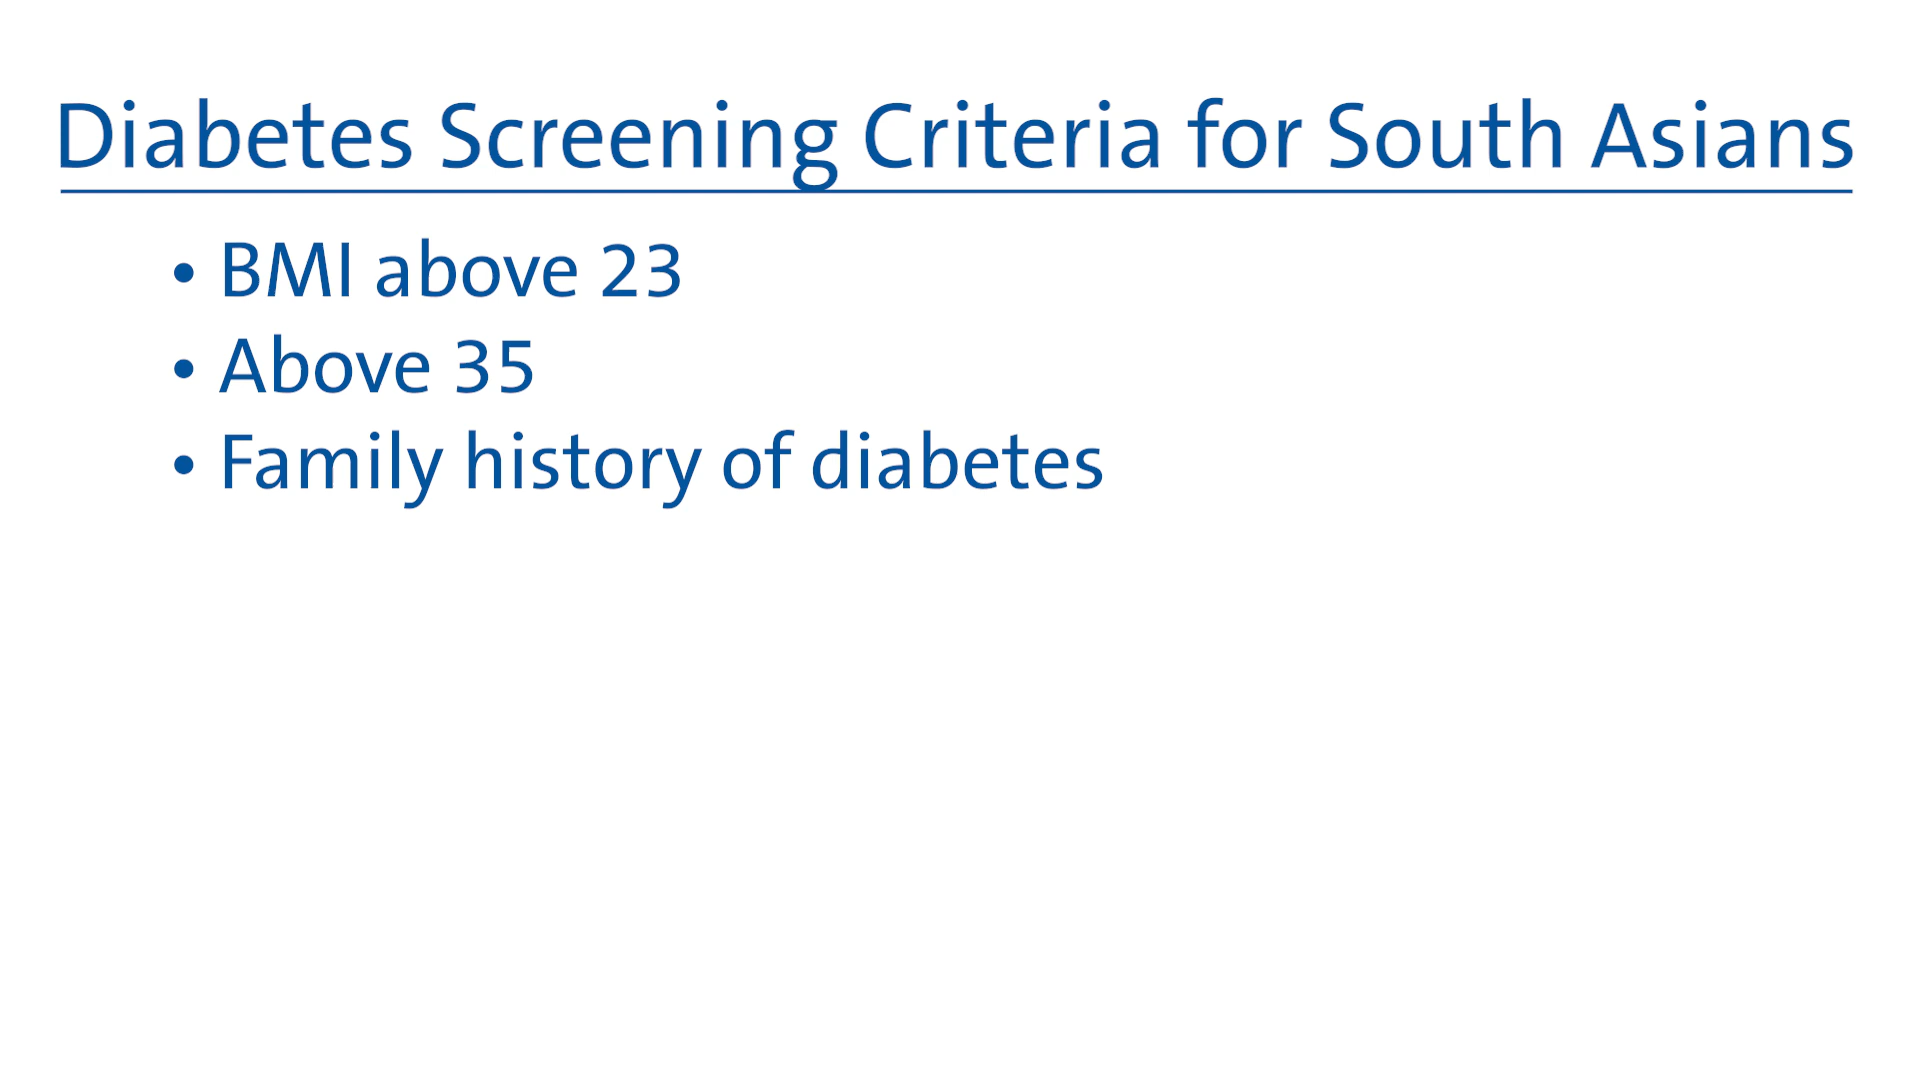 Diabetes Screening Criteria for South Asians
• BMI above 23
• Above 35
• Family history of diabetes